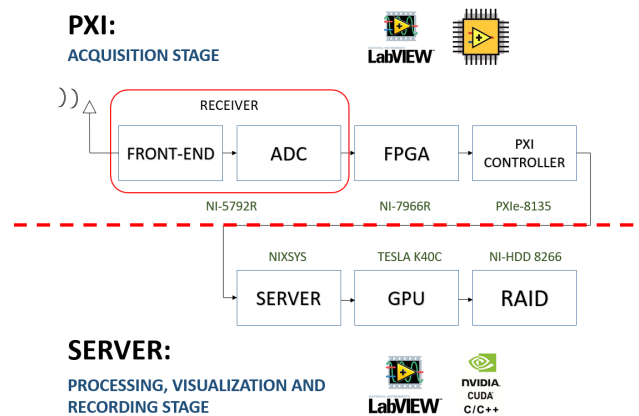 PXI:
ACQUISITION STAGE
LabVIEW
RECEIVER
FRONT-END
ADC
FPGA
PXI
CONTROLLER
NI-5792R
NI-7966R
PXIe-8135
NIXSYS
TESLA K40C
NI-HDD 8266
SERVER
GPU
RAID
SERVER:
PROCESSING, VISUALIZATION AND
RECORDING STAGE
LabVIEW
NVIDIA.
CUDA
C/C++